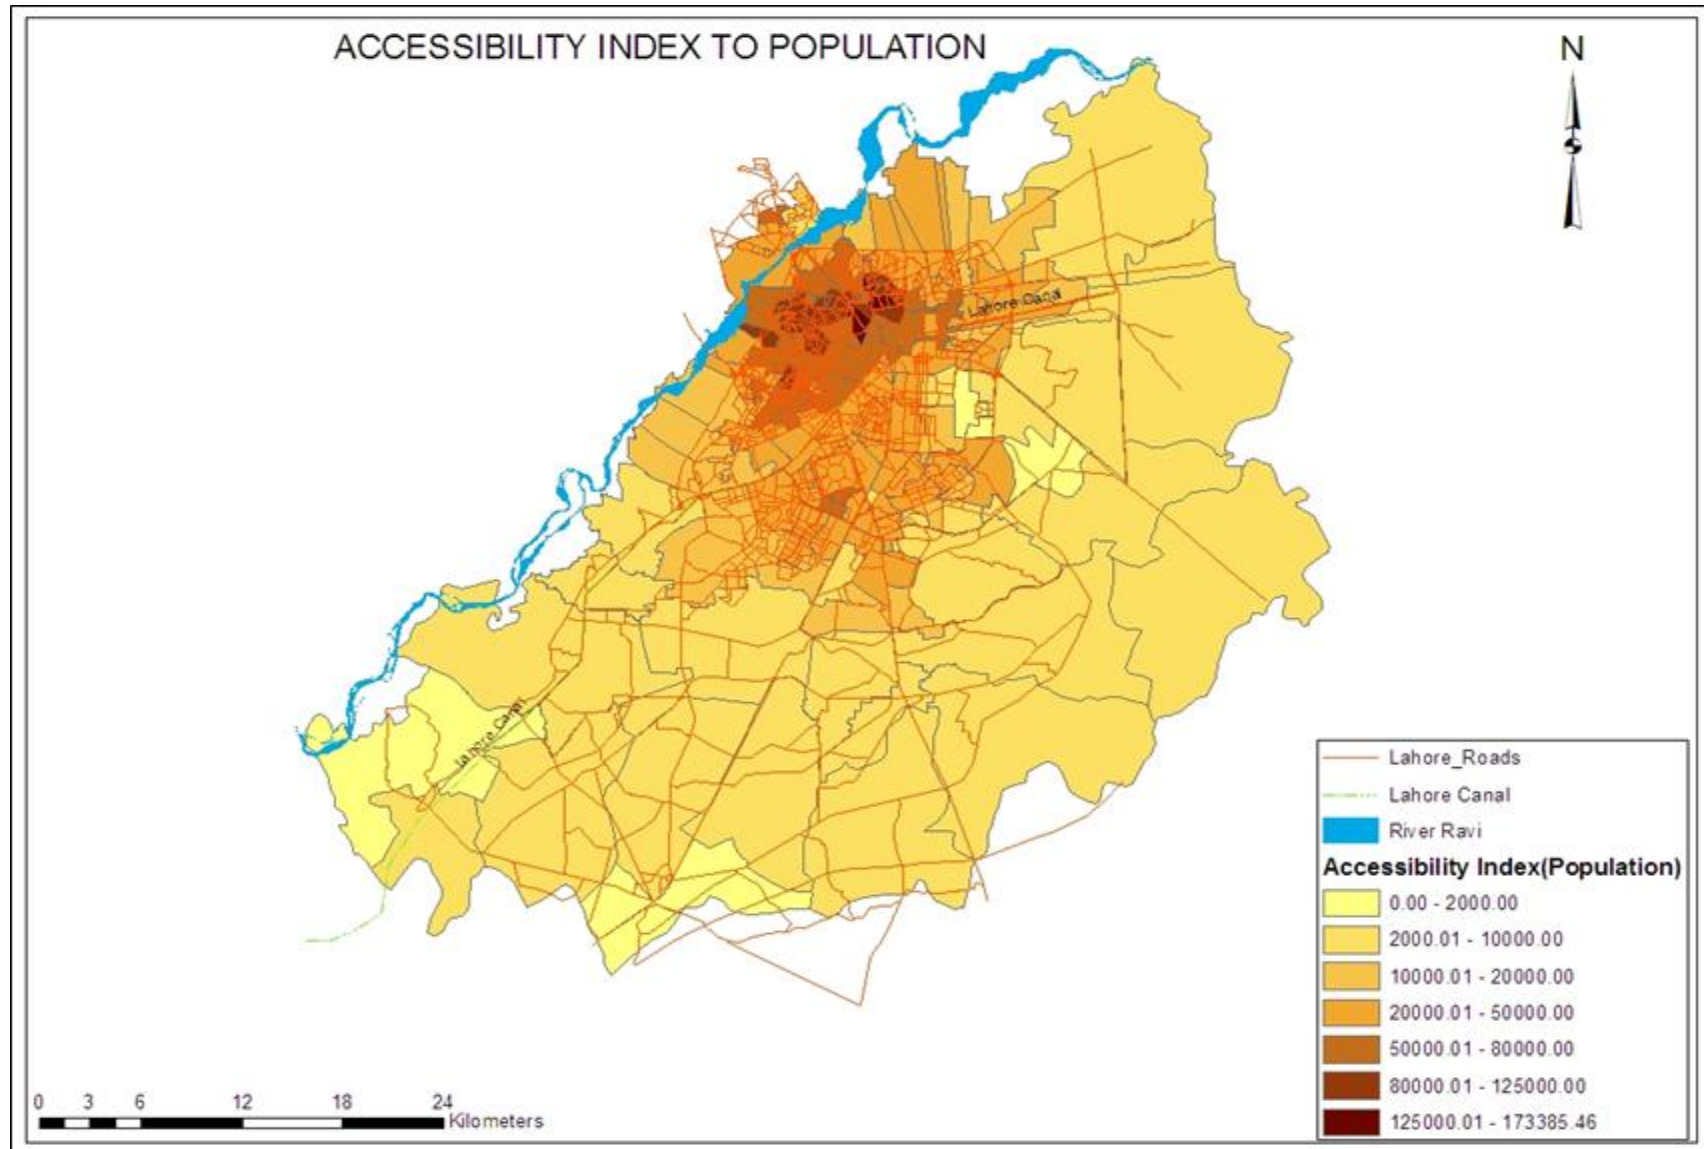 ACCESSIBILITY INDEX TO POPULATION
N
Lahore Canal
Lahore Canal
Lahore_Roads
Lahore Canal
River Ravi
Accessibility Index(Population)
0.00 - 2000.00
2000.01 - 10000.00
10000.01 - 20000.00
20000.01 - 50000.00
50000.01 - 80000.00
80000.01 - 125000.00
125000.01 - 173385.46
0 3 6 12 18 24
Kilometers